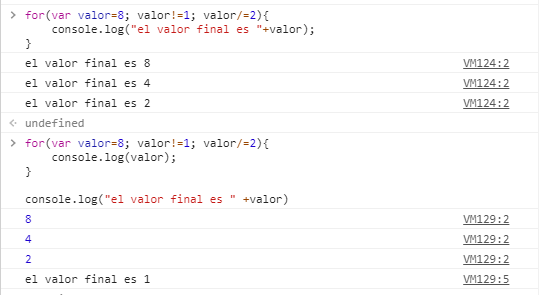 > for(var valor=8; valor!=1; valor/=2){
    console.log("el valor final es "+valor);
}
el valor final es 8 VM124:2
el valor final es 4 VM124:2
el valor final es 2 VM124:2
undefined
> for(var valor=8; valor!=1; valor/=2){
    console.log(valor);
}
console.log("el valor final es " +valor)
8 VM129:2
4 VM129:2
2 VM129:2
el valor final es 1 VM129:5